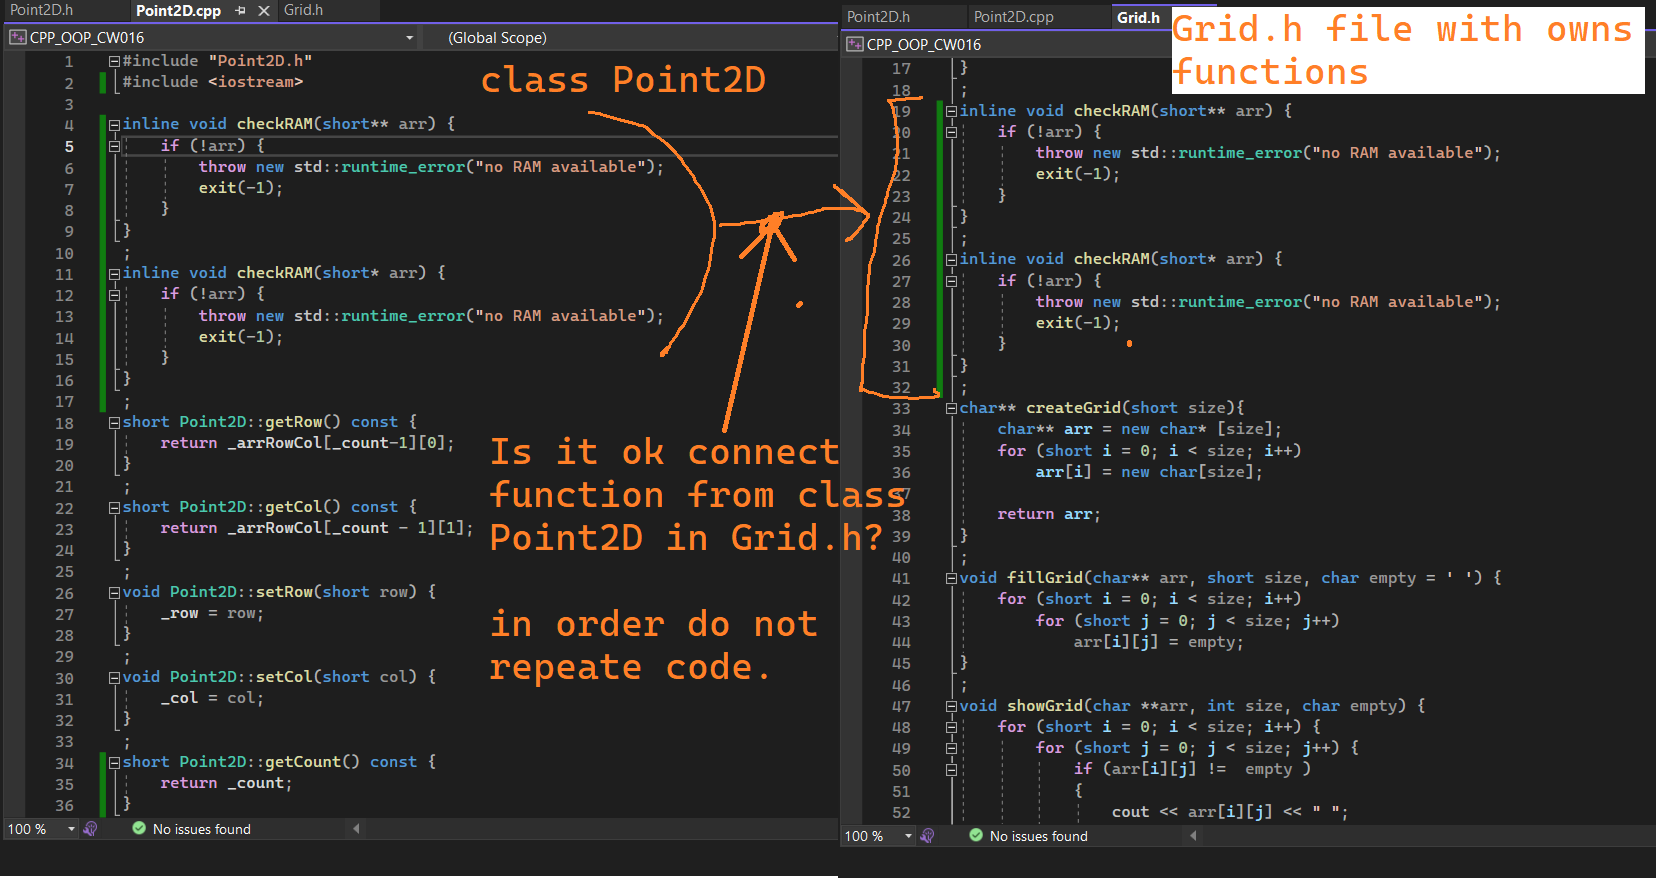 Point2D.h Point2D.cpp Grid.h
CPP_OOP_CW016 (Global Scope)
1 #include "Point2D.h"
2 #include <iostream>
3
4 inline void checkRAM(short** arr) {
5 if (!arr) {
6 throw new std::runtime_error("no RAM available");
7 exit(-1);
8 }
9 }
10 ;
11 inline void checkRAM(short* arr) {
12 if (!arr) {
13 throw new std::runtime_error("no RAM available");
14 exit(-1);
15 }
16 }
17 ;
18 short Point2D::getRow() const {
19 return _arrRowCol[_count-1][0];
20 }
21 ;
22 short Point2D::getCol() const {
23 return _arrRowCol[_count - 1][1];
24 }
25 ;
26 void Point2D::setRow(short row) {
27 _row = row;
28 }
29 ;
30 void Point2D::setCol(short col) {
31 _col = col;
32 }
33 ;
34 short Point2D::getCount() const {
35 return _count;
36 }
100 % No issues found
class Point2D
Is it ok connect
function from class
Point2D in Grid.h?
in order do not
repeate code.
Point2D.h Point2D.cpp Grid.h
CPP_OOP_CW016
Grid.h file with owns
functions
17 }
18 ;
19 inline void checkRAM(short** arr) {
20 if (!arr) {
21 throw new std::runtime_error("no RAM available");
22 exit(-1);
23 }
24 }
25 ;
26 inline void checkRAM(short* arr) {
27 if (!arr) {
28 throw new std::runtime_error("no RAM available");
29 exit(-1);
30 }
31 }
32 ;
33 char** createGrid(short size){
34 char** arr = new char* [size];
35 for (short i = 0; i < size; i++)
36 arr[i] = new char[size];
37
38 return arr;
39 }
40 ;
41 void fillGrid(char** arr, short size, char empty = ' ') {
42 for (short i = 0; i < size; i++)
43 for (short j = 0; j < size; j++)
44 arr[i][j] = empty;
45 }
46 ;
47 void showGrid(char **arr, int size, char empty) {
48 for (short i = 0; i < size; i++) {
49 for (short j = 0; j < size; j++) {
50 if (arr[i][j] != empty )
51 {
52 cout << arr[i][j] << " ";
100 % No issues found